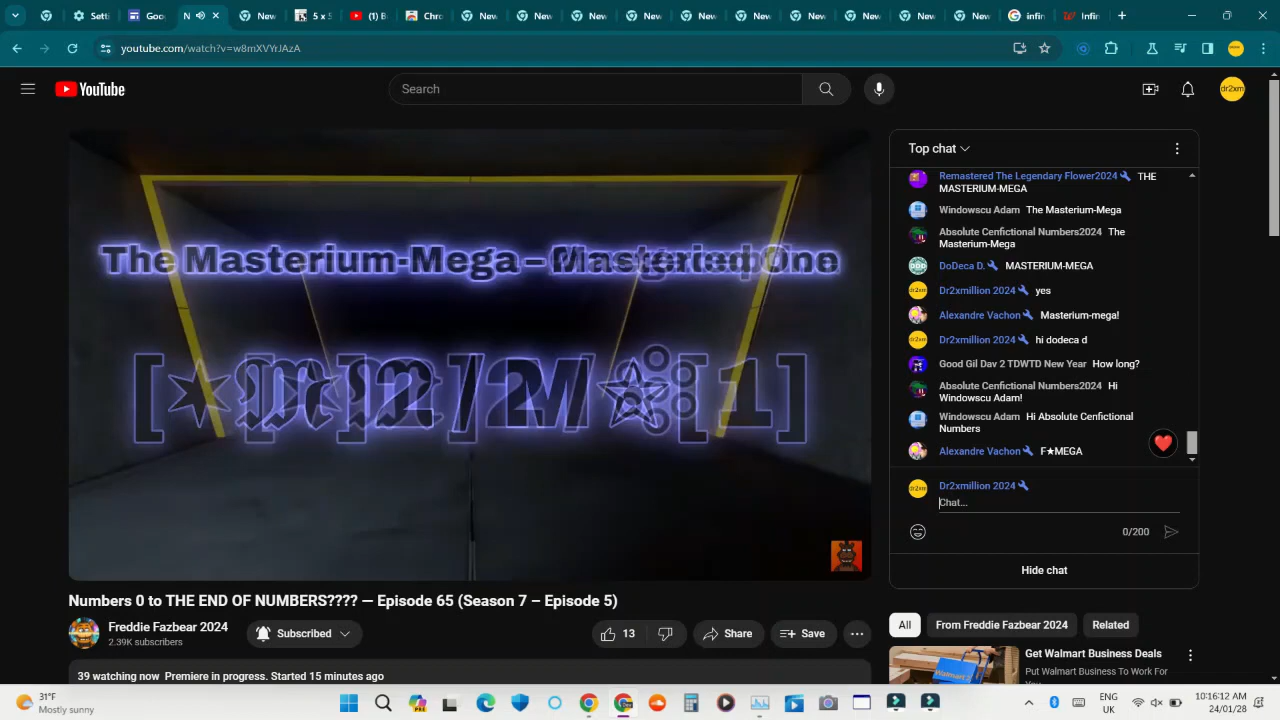 Setti
Goo
N
New
5 x 5
(1) B
Chro
New
New
New
New
New
New
New
New
New
New
infin
Infin
youtube.com/watch?v=w8mXVYrJAzA
YouTube
Search
dr2xm
The Masterium-Mega – One
Top chat
Remastered The Legendary Flower2024 THE
MASTERIUM-MEGA
Windowscu Adam The Masterium-Mega
Absolute Cenfictional Numbers2024 The
Masterium-Mega
DoDeca D. MASTERIUM-MEGA
Dr2xmillion 2024 yes
Alexandre Vachon Masterium-mega!
Dr2xmillion 2024 hi dodeca d
Good Gil Dav 2 TDWTD New Year How long?
Absolute Cenfictional Numbers2024 Hi
Windowscu Adam!
Windowscu Adam Hi Absolute Cenfictional
Numbers
Alexandre Vachon F★MEGA
Dr2xmillion 2024
Chat...
0/200
Hide chat
Numbers 0 to THE END OF NUMBERS???? — Episode 65 (Season 7 – Episode 5)
Freddie Fazbear 2024
2.39K subscribers
Subscribed
13
Share
Save
39 watching now Premiere in progress. Started 15 minutes ago
All
From Freddie Fazbear 2024
Related
Get Walmart Business Deals
Put Walmart Business To Work For
31°F
Mostly sunny
ENG
UK
10:16:12 AM
24/01/28